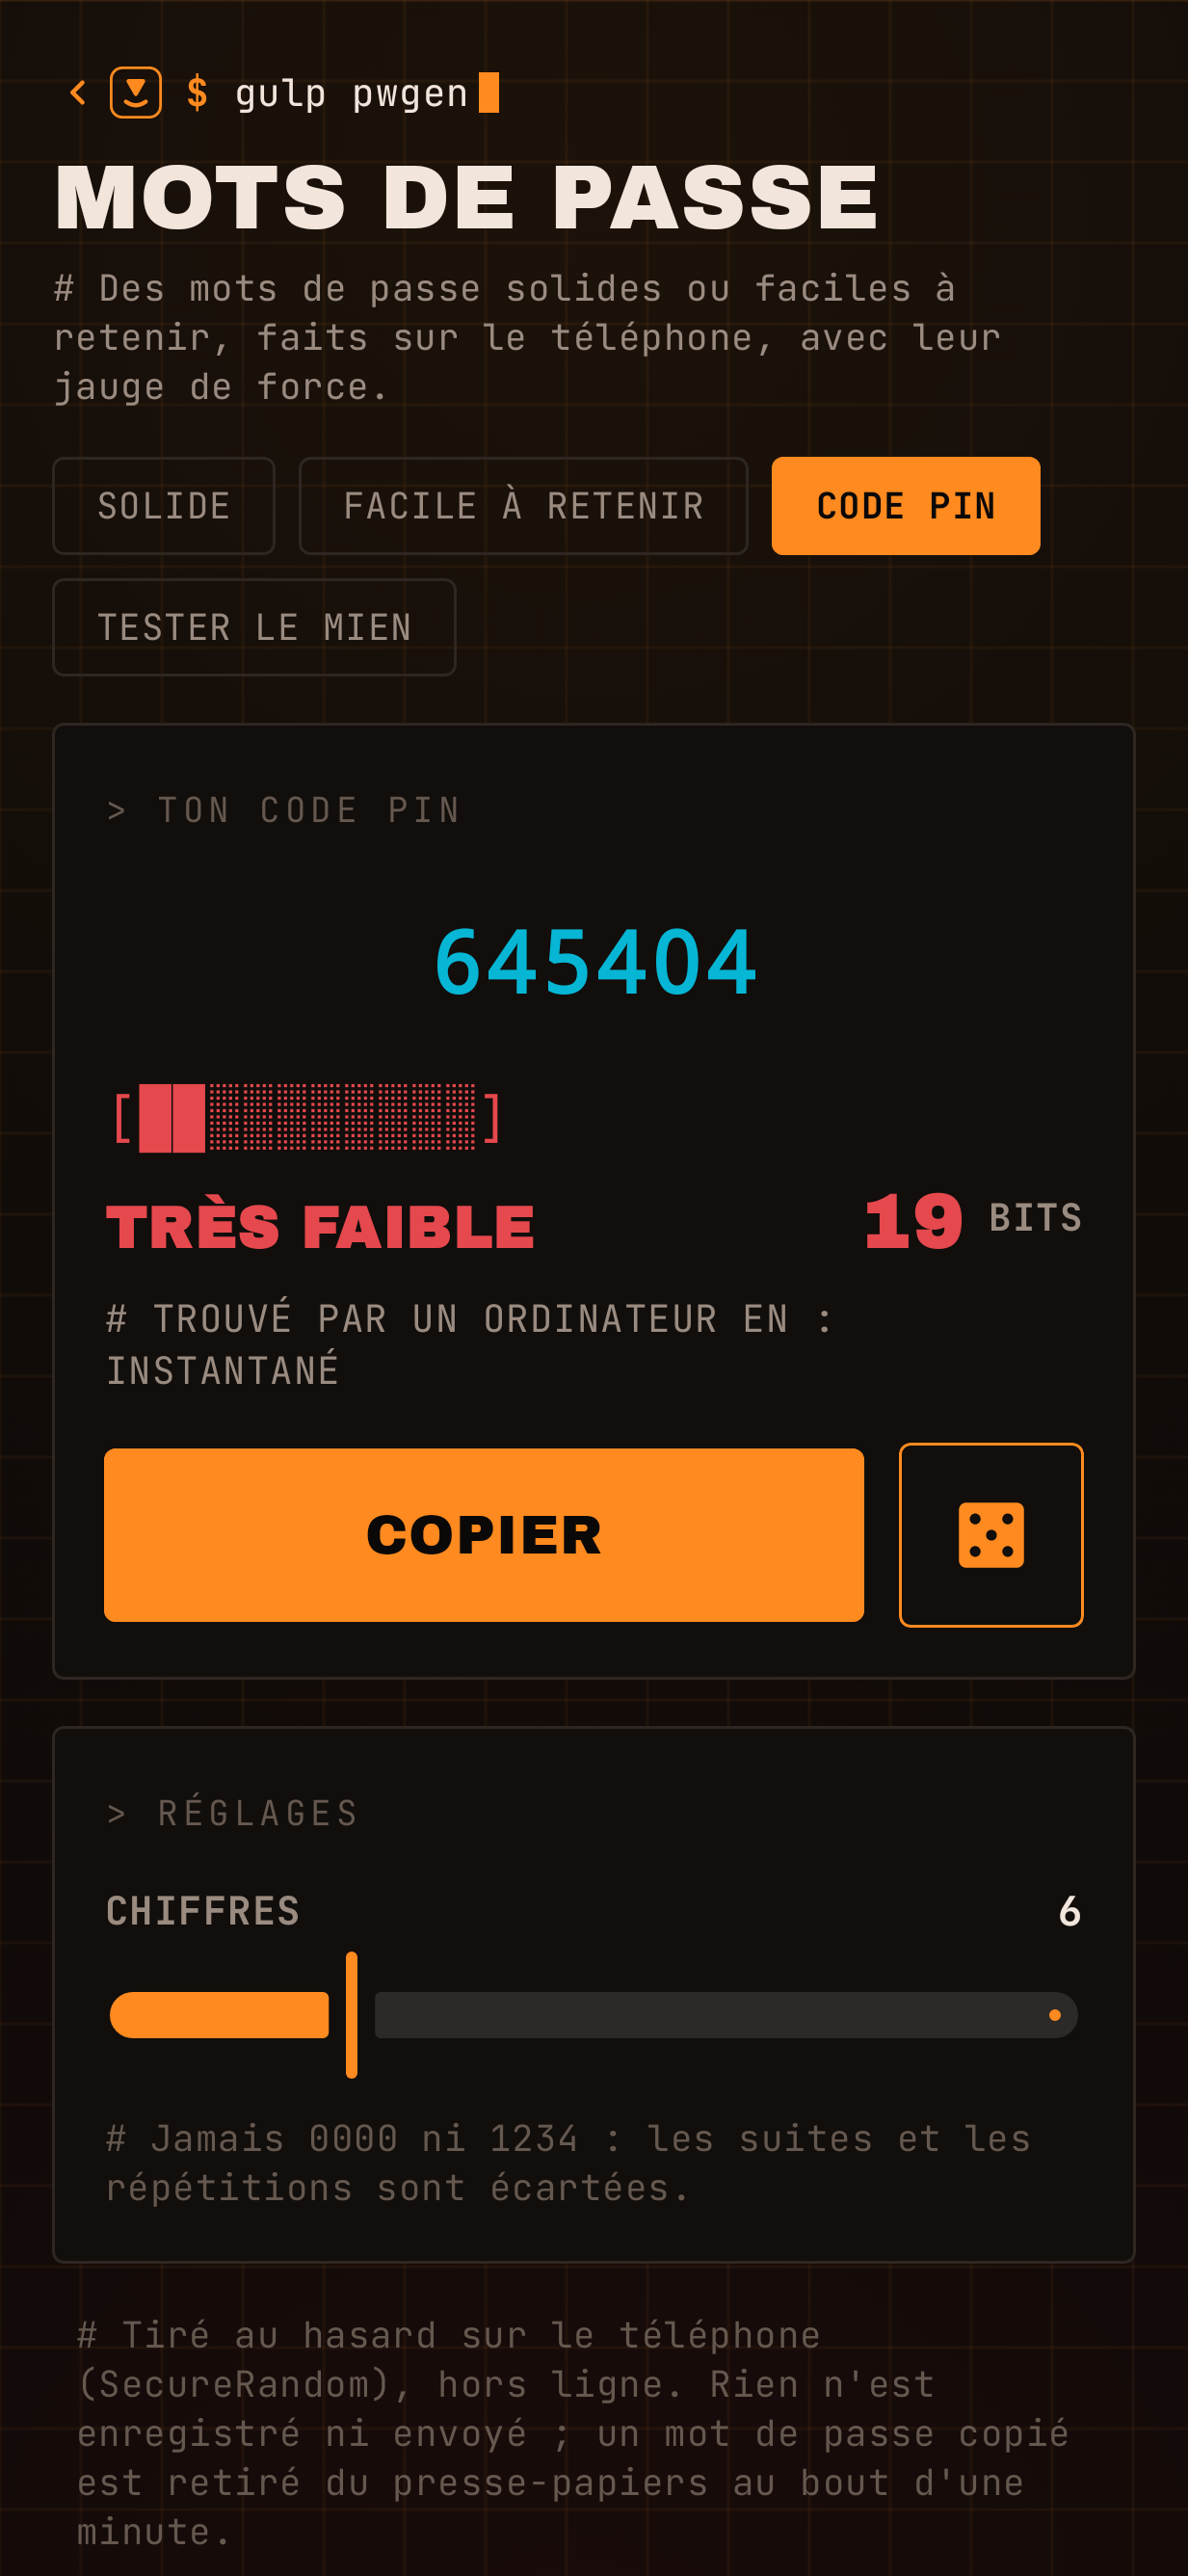 $ gulp pwgen
MOTS DE PASSE
# Des mots de passe solides ou faciles à
retenir, faits sur le téléphone, avec leur
jauge de force.
SOLIDE
FACILE À RETENIR
CODE PIN
TESTER LE MIEN
> TON CODE PIN
645404
[██░░░░░░░░]
TRÈS FAIBLE
19 BITS
# TROUVÉ PAR UN ORDINATEUR EN :
INSTANTANÉ
COPIER
> RÉGLAGES
CHIFFRES
6
# Jamais 0000 ni 1234 : les suites et les
répétitions sont écartées.
# Tiré au hasard sur le téléphone
(SecureRandom), hors ligne. Rien n'est
enregistré ni envoyé ; un mot de passe copié
est retiré du presse-papiers au bout d'une
minute.